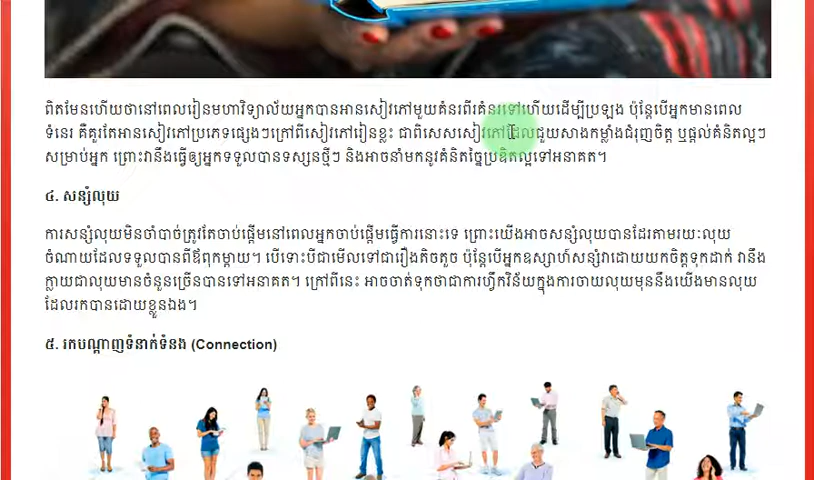 ពិតមែនហើយថានៅពេលរៀនមហាវិទ្យាល័យអ្នកបានអានសៀវភៅមួយគំនរពីរគំនរទៅហើយដើម្បីប្រឡង ប៉ុន្តែបើអ្នកមានពេល
ទំនេរ គឺគួរតែអានសៀវភៅប្រភេទផ្សេងៗក្រៅពីសៀវភៅរៀនខ្លះ ជាពិសេសសៀវភៅដែលជួយសាងកម្លាំងជំរុញចិត្ត ឬផ្តល់គំនិតល្អៗ
សម្រាប់អ្នក ព្រោះវានឹងធ្វើឲ្យអ្នកទទួលបានទស្សនថ្មីៗ និងអាចនាំមកនូវគំនិតច្នៃប្រឌិតល្អទៅអនាគត។
៤. សន្សំលុយ
ការសន្សំលុយមិនចាំបាច់ត្រូវតែចាប់ផ្តើមនៅពេលអ្នកចាប់ផ្តើមធ្វើការនោះទេ ព្រោះយើងអាចសន្សំលុយបានដែរតាមរយៈលុយ
ចំណាយដែលទទួលបានពីឪពុកម្តាយ។ បើទោះបីជាមើលទៅជារឿងតិចតួច ប៉ុន្តែបើអ្នកឧស្សាហ៍សន្សំវាដោយយកចិត្តទុកដាក់ វានឹង
ក្លាយជាលុយមានចំនួនច្រើនបានទៅអនាគត។ ក្រៅពីនេះ អាចចាត់ទុកថាជាការហ្វឹកវិន័យក្នុងការចាយលុយមុននឹងយើងមានលុយ
ដែលរកបានដោយខ្លួនឯង។
៥. រកបណ្តាញទំនាក់ទំនង (Connection)